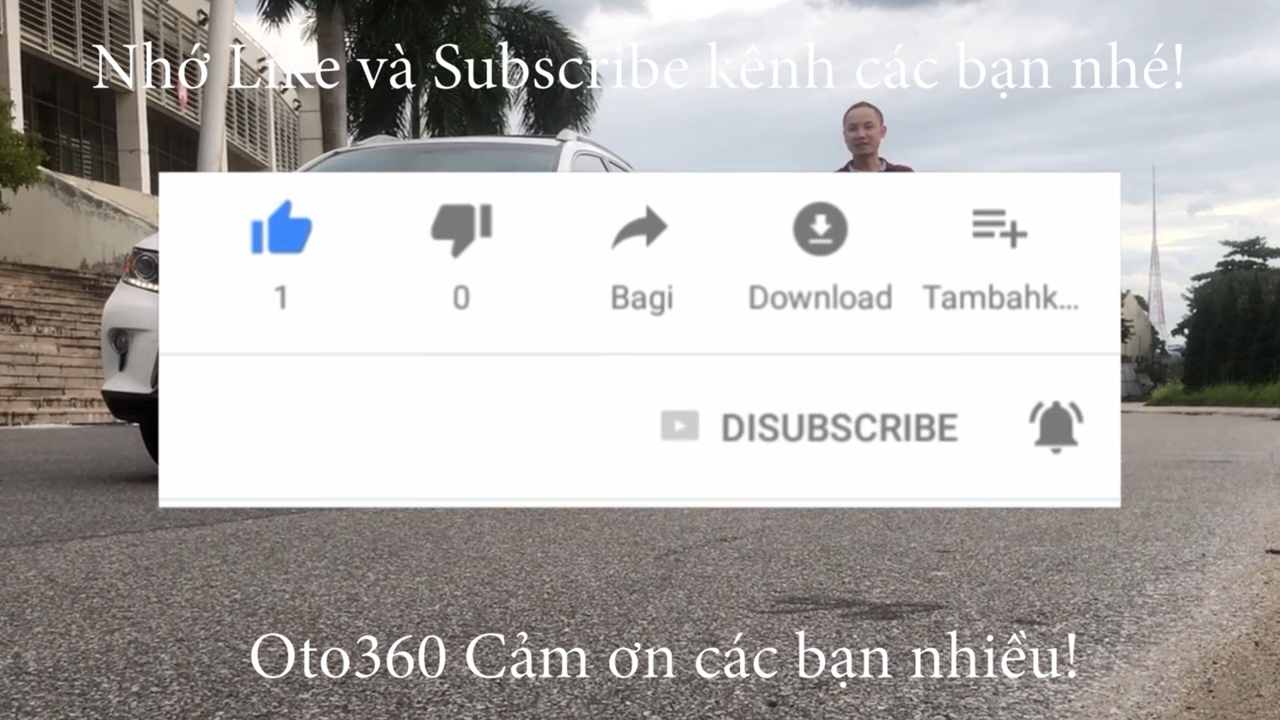 Nhớ Like và Subscribe kênh các bạn nhé!
1 0 Bagi Download Tambahk...
DISUBSCRIBE
Oto360 Cảm ơn các bạn nhiều!